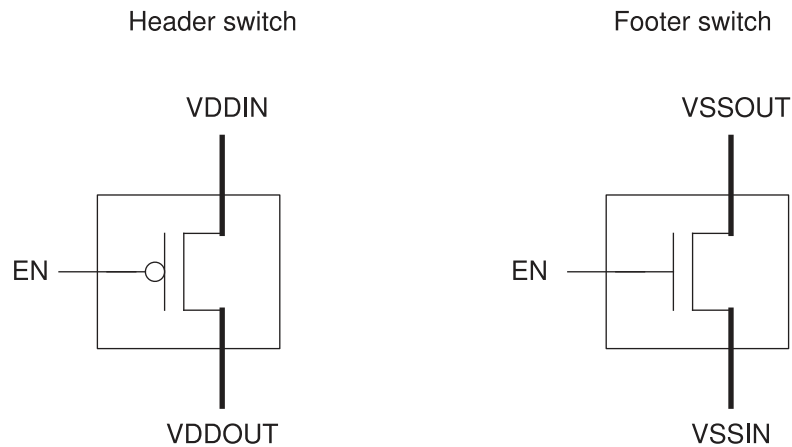 Header switch
Footer switch
VDDIN
VSSOUT
EN
EN
VDDOUT
VSSIN